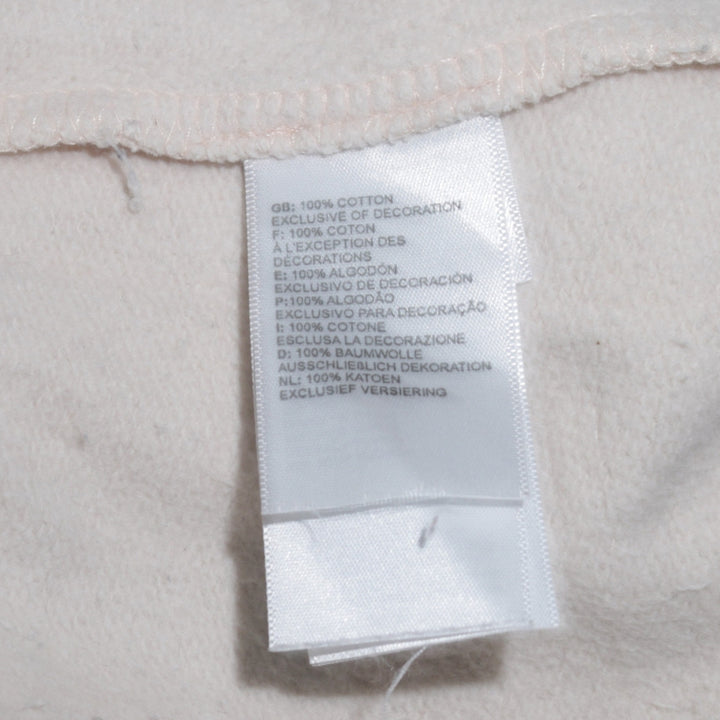 GB: 100% COTTON
EXCLUSIVE OF DECORATION
F: 100% COTON
À L'EXCEPTION DES
DÉCORATIONS
E: 100% ALGODÓN
EXCLUSIVO DE DECORACIÓN
P:100% ALGODÃO
EXCLUSIVO PARA DECORAÇÃO
I: 100% COTONE
ESCLUSA LA DECORAZIONE
D: 100% BAUMWOLLE
AUSSCHLIEßLICH DEKORATION
NL: 100% KATOEN
EXCLUSIEF VERSIERING